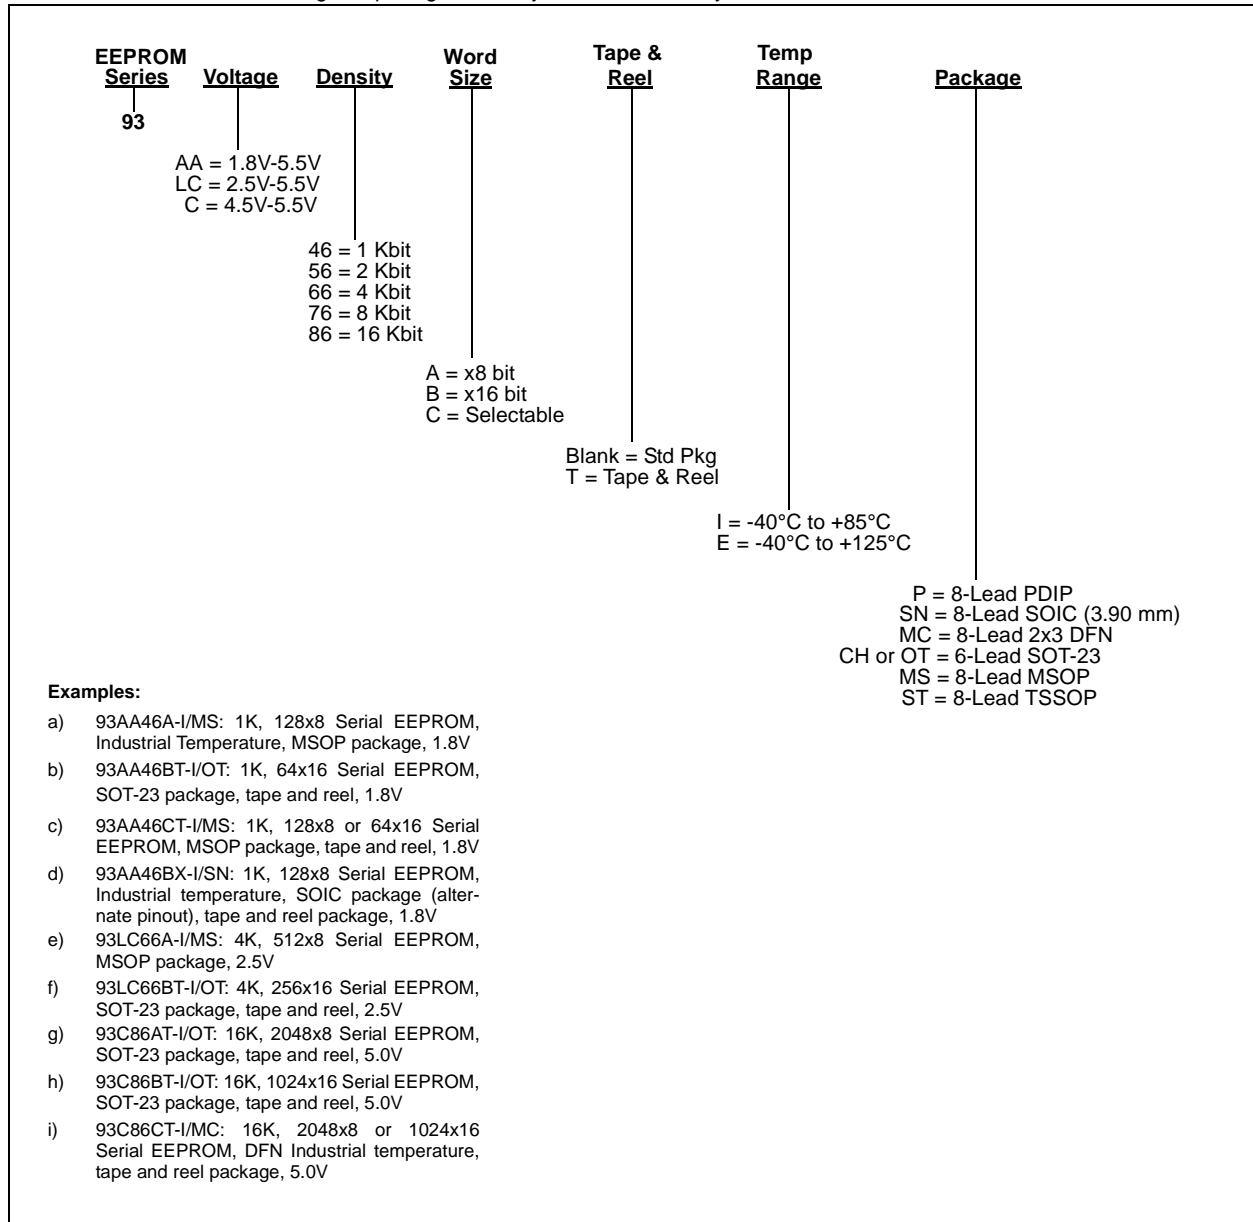 EEPROM Series
Voltage
Density
Word Size
Tape & Reel
Temp Range
Package
93
AA = 1.8V-5.5V
LC = 2.5V-5.5V
C = 4.5V-5.5V
46 = 1 Kbit
56 = 2 Kbit
66 = 4 Kbit
76 = 8 Kbit
86 = 16 Kbit
A = x8 bit
B = x16 bit
C = Selectable
Blank = Std Pkg
T = Tape & Reel
I = -40°C to +85°C
E = -40°C to +125°C
P = 8-Lead PDIP
SN = 8-Lead SOIC (3.90 mm)
MC = 8-Lead 2x3 DFN
CH or OT = 6-Lead SOT-23
MS = 8-Lead MSOP
ST = 8-Lead TSSOP
Examples:
a) 93AA46A-I/MS: 1K, 128x8 Serial EEPROM,
Industrial Temperature, MSOP package, 1.8V
b) 93AA46BT-I/OT: 1K, 64x16 Serial EEPROM,
SOT-23 package, tape and reel, 1.8V
c) 93AA46CT-I/MS: 1K, 128x8 or 64x16 Serial
EEPROM, MSOP package, tape and reel, 1.8V
d) 93AA46BX-I/SN: 1K, 128x8 Serial EEPROM,
Industrial temperature, SOIC package (alter-
nate pinout), tape and reel package, 1.8V
e) 93LC66A-I/MS: 4K, 512x8 Serial EEPROM,
MSOP package, 2.5V
f) 93LC66BT-I/OT: 4K, 256x16 Serial EEPROM,
SOT-23 package, tape and reel, 2.5V
g) 93C86AT-I/OT: 16K, 2048x8 Serial EEPROM,
SOT-23 package, tape and reel, 5.0V
h) 93C86BT-I/OT: 16K, 1024x16 Serial EEPROM,
SOT-23 package, tape and reel, 5.0V
i) 93C86CT-I/MC: 16K, 2048x8 or 1024x16
Serial EEPROM, DFN Industrial temperature,
tape and reel package, 5.0V